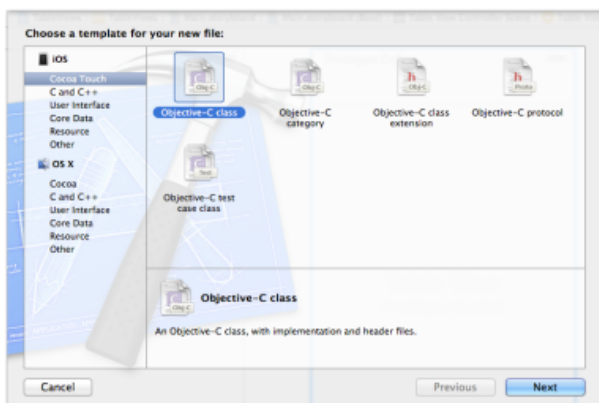 Choose a template for your new file:
iOS
Cocoa Touch
C and C++
User Interface
Core Data
Resource
Other
OS X
Cocoa
C and C++
User Interface
Core Data
Resource
Other
Objective-C class
Objective-C
category
Objective-C class
extension
Objective-C protocol
Objective-C test
case class
Objective-C class
An Objective-C class, with implementation and header files.
Cancel
Previous
Next